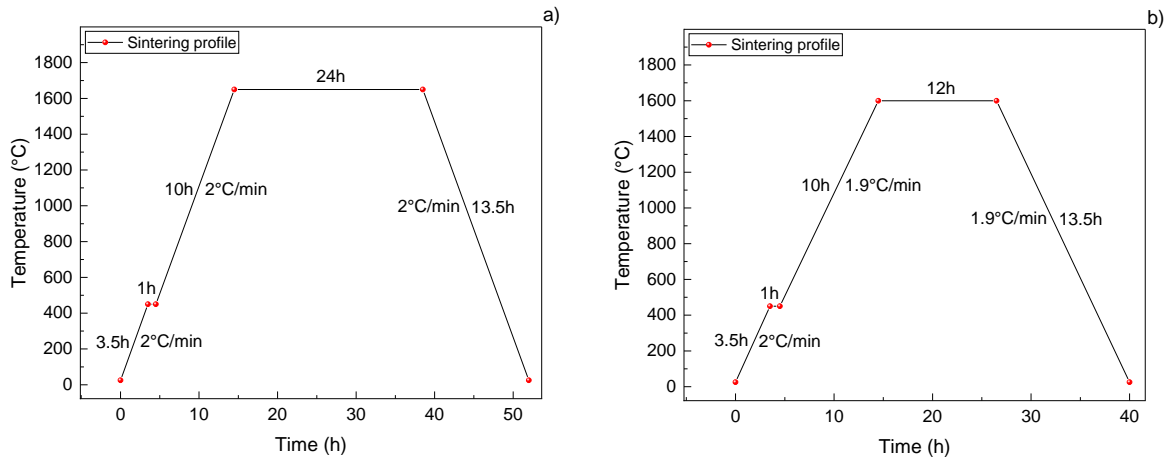 a)
Sintering profile
1800
1600
1400
1200
1000
800
600
400
200
0
Temperature (°C)
24h
10h
2°C/min
2°C/min
13.5h
1h
3.5h
2°C/min
0
10
20
30
40
50
Time (h)
b)
Sintering profile
1800
1600
1400
1200
1000
800
600
400
200
0
Temperature (°C)
12h
10h
1.9°C/min
1.9°C/min
13.5h
1h
3.5h
2°C/min
0
10
20
30
40
Time (h)